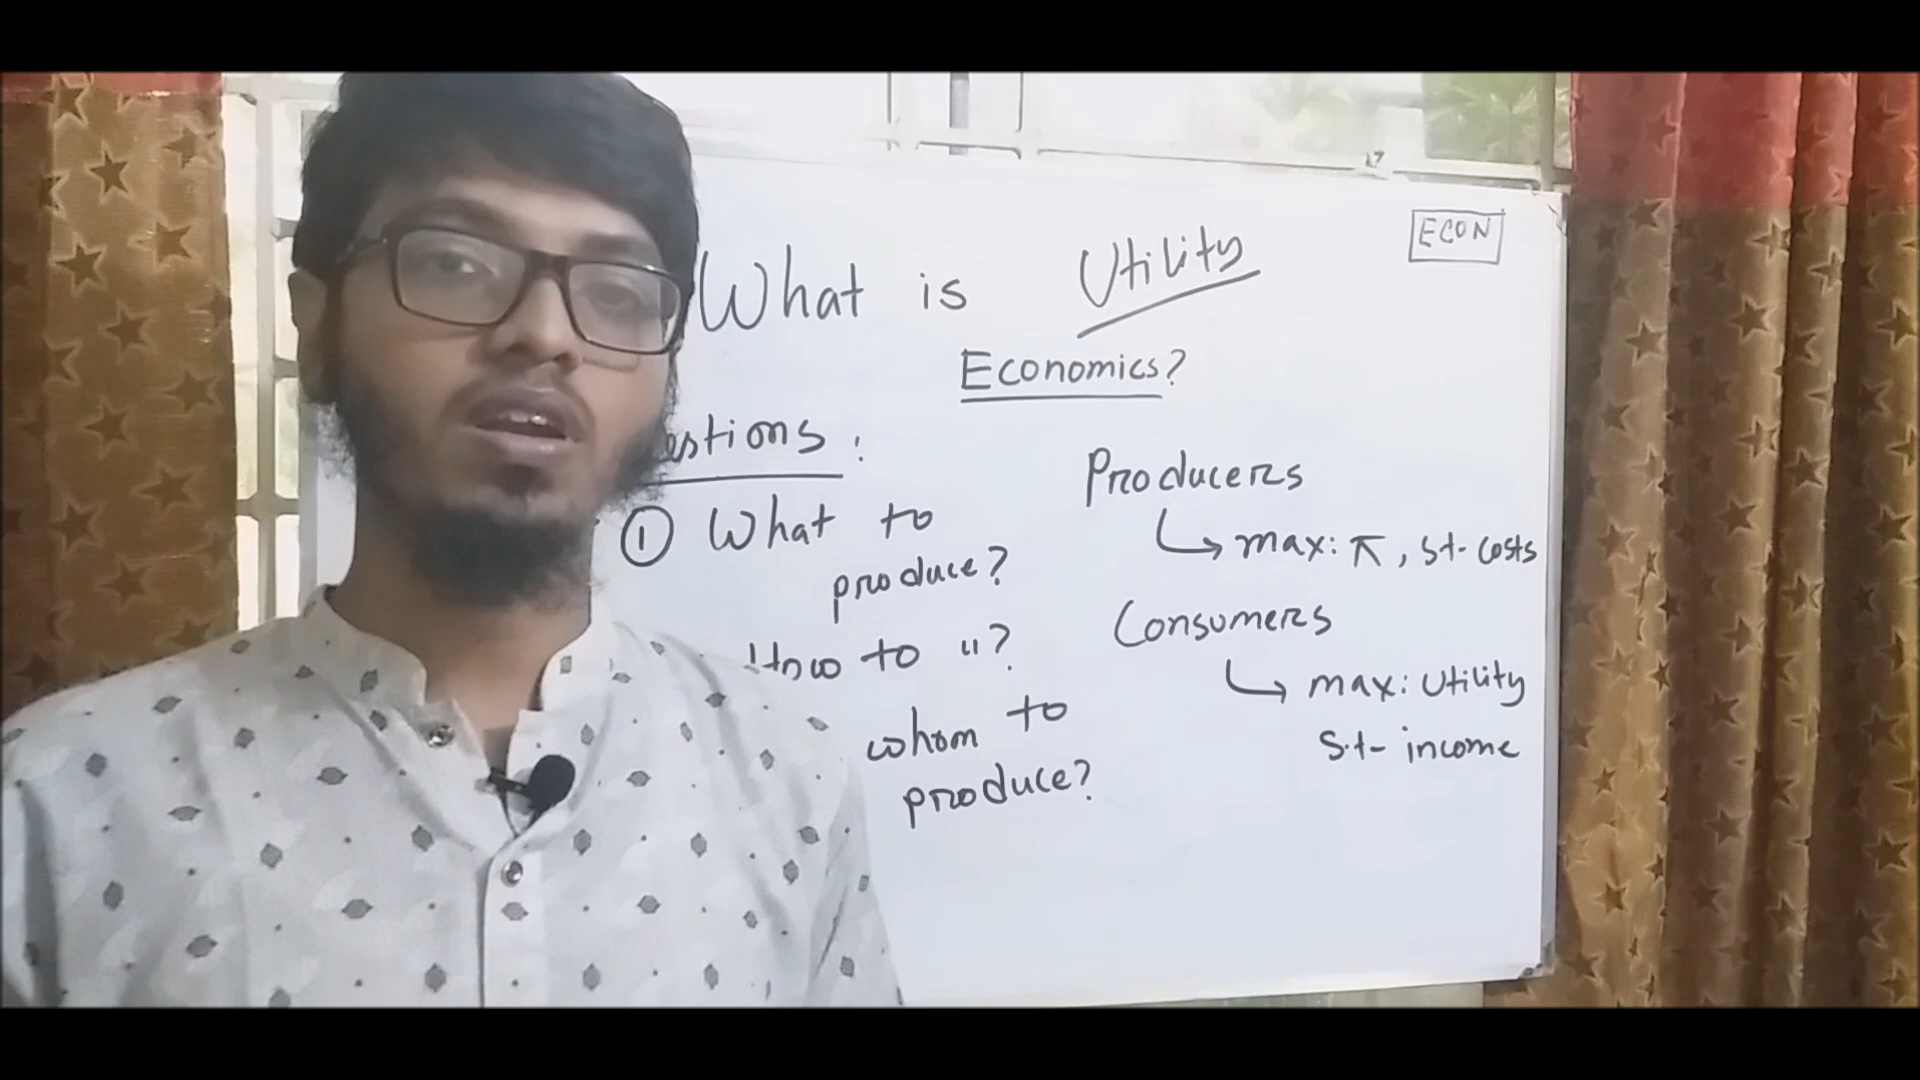 ECON
What is Utility
Economics?
estions:
① What to
produce?
How to "?
whom to
produce?
Producers
↳ max: π, st. costs
Consumers
↳ max: Utility
s.t. income